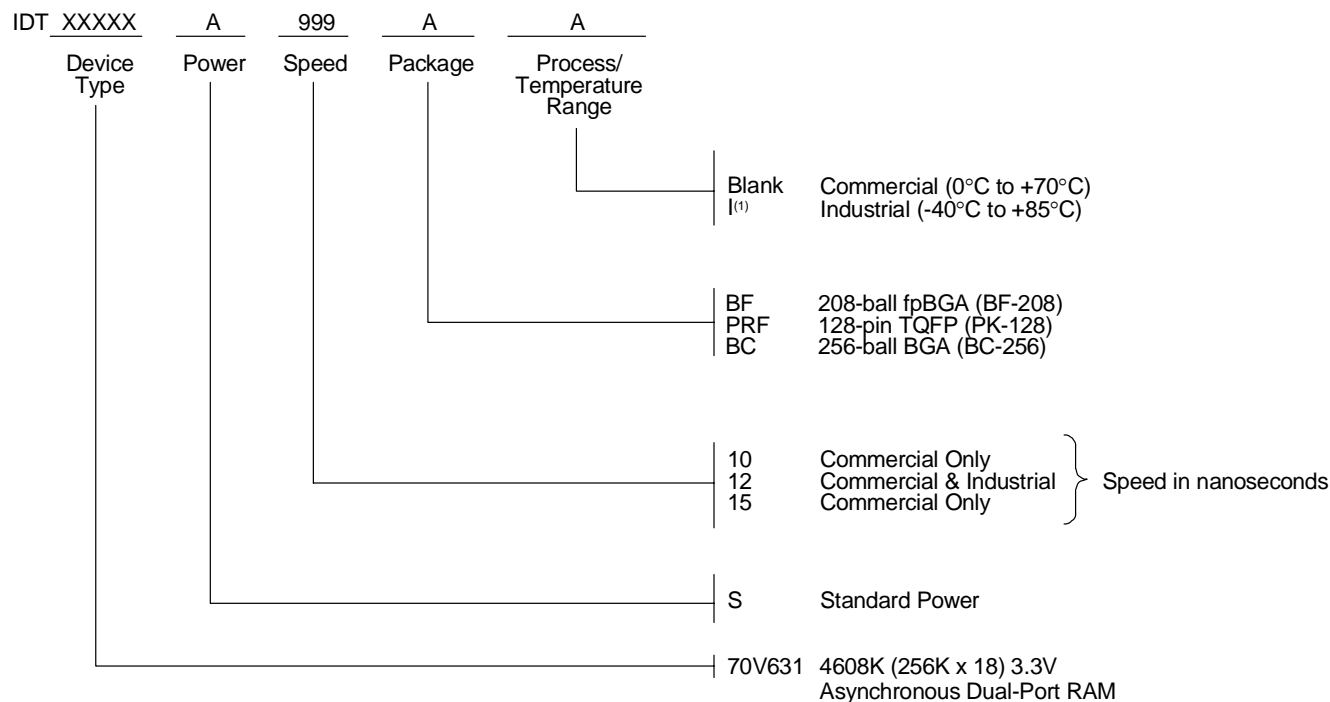 IDT XXXXX A 999 A A
Device Type Power Speed Package Process/ Temperature Range
Blank Commercial (0°C to +70°C)
I(1) Industrial (-40°C to +85°C)
BF 208-ball fpBGA (BF-208)
PRF 128-pin TQFP (PK-128)
BC 256-ball BGA (BC-256)
10 Commercial Only
12 Commercial & Industrial Speed in nanoseconds
15 Commercial Only
S Standard Power
70V631 4608K (256K x 18) 3.3V
Asynchronous Dual-Port RAM